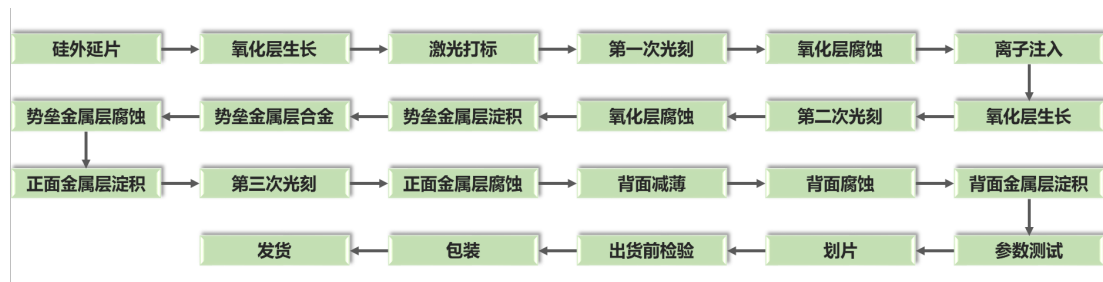 硅外延片
氧化层生长
激光打标
第一次光刻
氧化层腐蚀
离子注入
氧化层生长
第二次光刻
氧化层腐蚀
势垒金属层淀积
势垒金属层合金
势垒金属层腐蚀
正面金属层淀积
第三次光刻
正面金属层腐蚀
背面减薄
背面腐蚀
背面金属层淀积
参数测试
划片
出货前检验
包装
发货